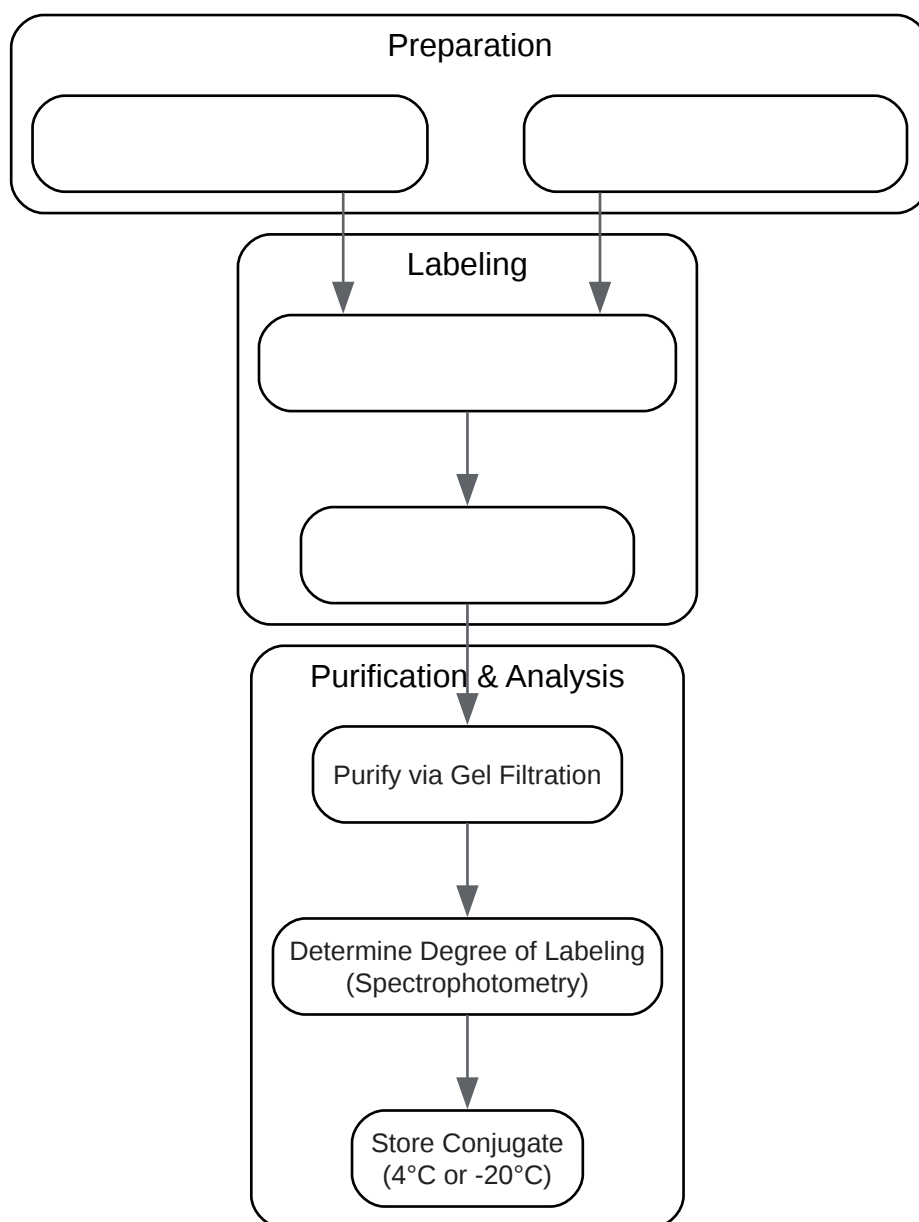 Preparation
Labeling
Purification & Analysis
Purify via Gel Filtration
Determine Degree of Labeling
(Spectrophotometry)
Store Conjugate
(4°C or -20°C)